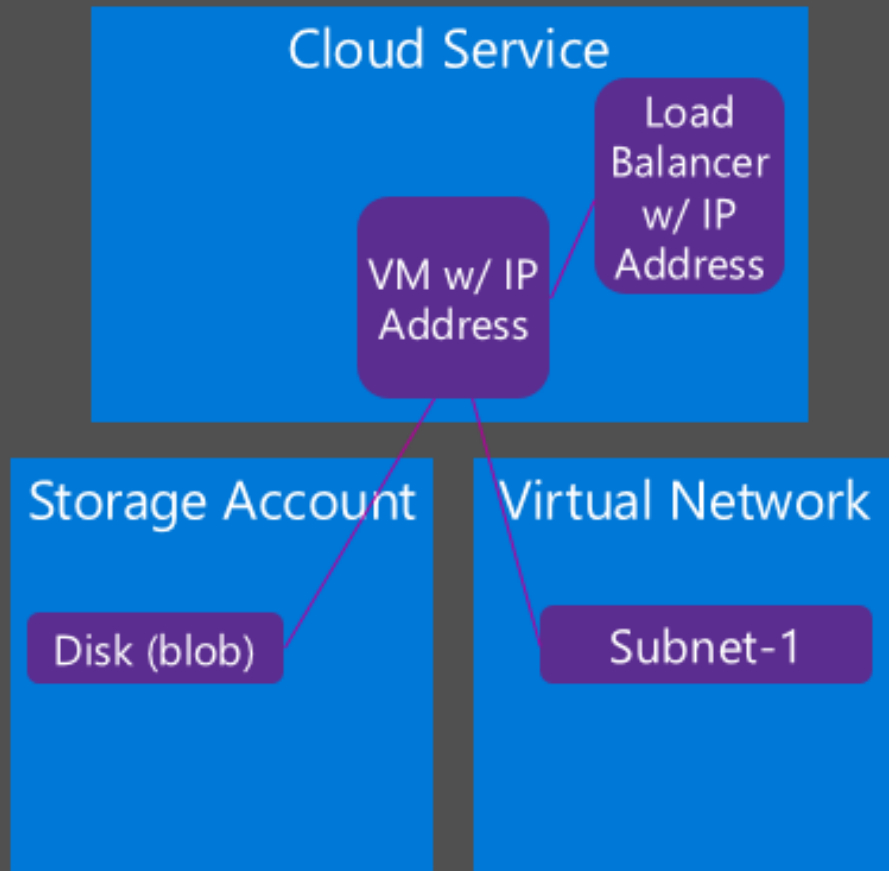 Cloud Service
Load
Balancer
w/ IP
Address
VM w/ IP
Address
Storage Account
Disk (blob)
Virtual Network
Subnet-1